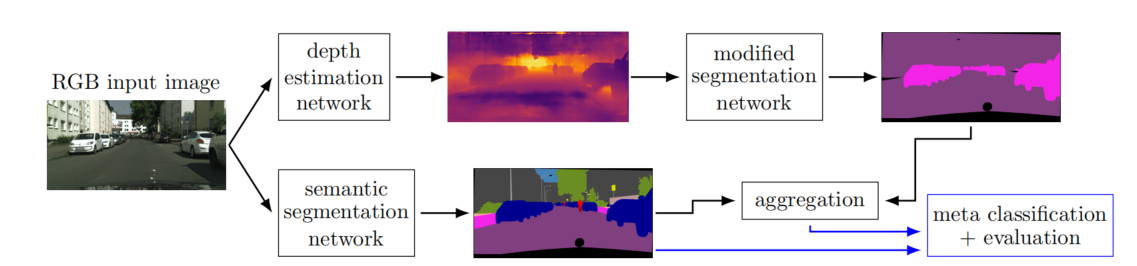 RGB input image
depth
estimation
network
modified
segmentation
network
semantic
segmentation
network
aggregation
meta classification
+ evaluation